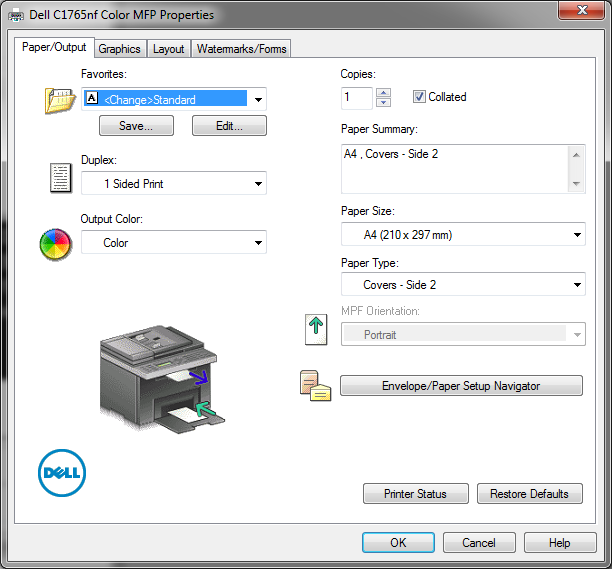 Dell C1765nf Color MFP Properties
Paper/Output Graphics Layout Watermarks/Forms
Favorites:
A <Change>Standard
Save... Edit...
Duplex:
1 Sided Print
Output Color:
Color
Copies:
1 Collated
Paper Summary:
A4 , Covers - Side 2
Paper Size:
A4 (210 x 297 mm)
Paper Type:
Covers - Side 2
MPF Orientation:
Portrait
Envelope/Paper Setup Navigator
DELL
Printer Status Restore Defaults
OK Cancel Help